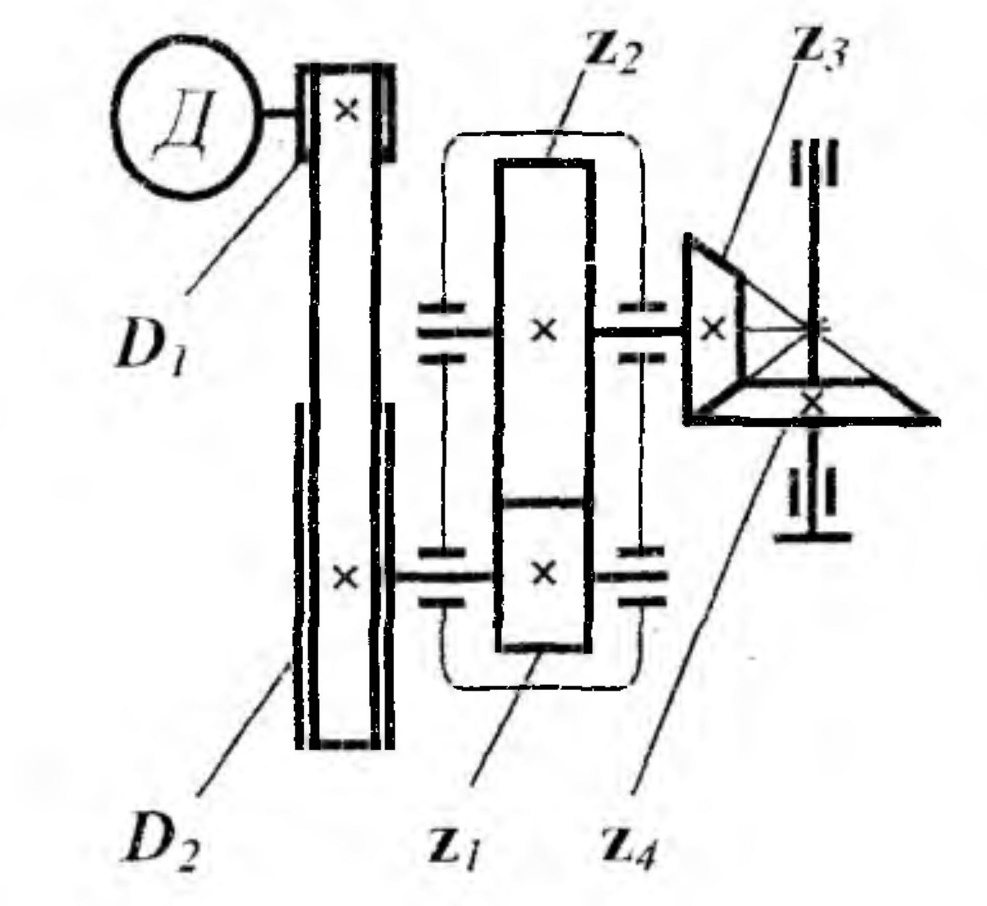 z₂ z₃
Д
D₁
D₂ z₁ z₄